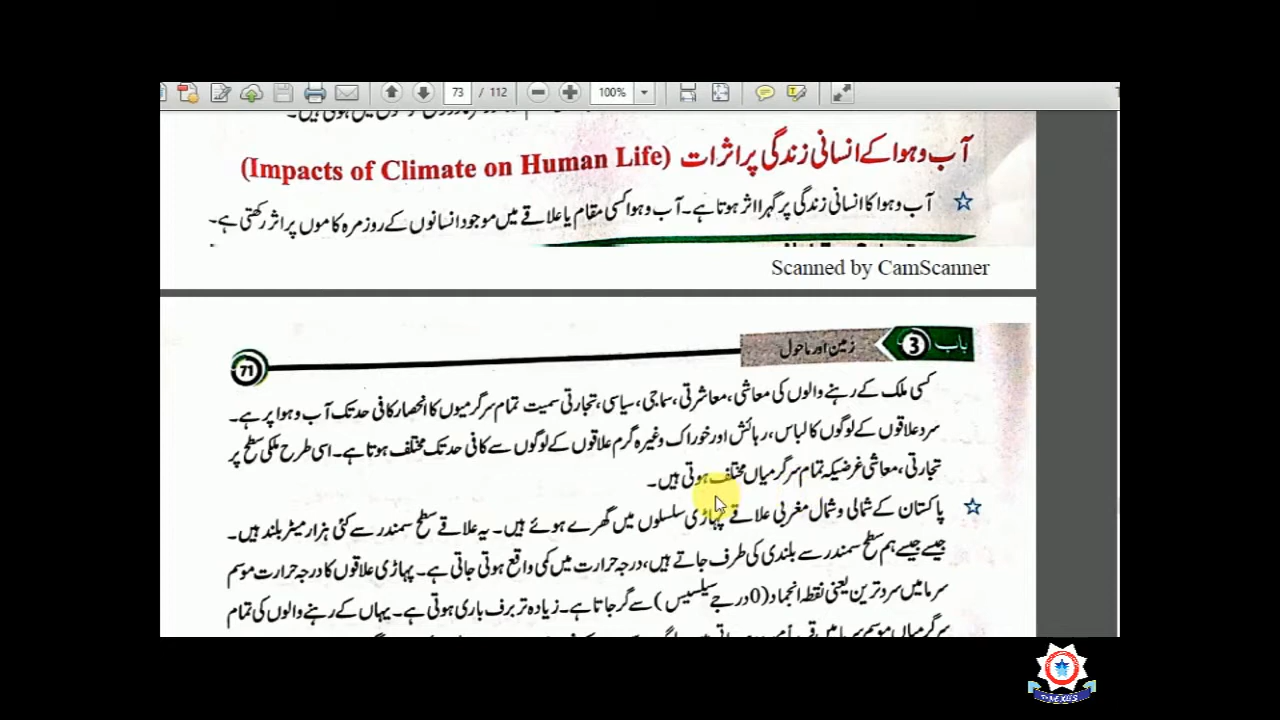 73 / 112 100%
آب و ہوا کے انسانی زندگی پر اثرات (Impacts of Climate on Human Life)
آب و ہوا کا انسانی زندگی پر گہرا اثر ہوتا ہے۔ آب و ہوا کسی مقام یا علاقے میں موجود انسانوں کے روزمرہ کاموں پر اثر رکھتی ہے۔
Scanned by CamScanner
باب 3 زمین اور ماحول 71
کسی ملک کے رہنے والوں کی معاشی، معاشرتی، سماجی، سیاسی، تجارتی سمیت تمام سرگرمیوں کا انحصار کافی حد تک آب و ہوا پر ہے۔
سرد علاقوں کے لوگوں کا لباس، رہائش اور خوراک وغیرہ گرم علاقوں کے لوگوں سے کافی حد تک مختلف ہوتا ہے۔ اسی طرح ملکی سطح پر
تجارتی، معاشی غرضیکہ تمام سرگرمیاں مختلف ہوتی ہیں۔
پاکستان کے شمالی و شمال مغربی علاقے پہاڑی سلسلوں میں گھرے ہوئے ہیں۔ یہ علاقے سطح سمندر سے کئی ہزار میٹر بلند ہیں۔
جیسے جیسے ہم سطح سمندر سے بلندی کی طرف جاتے ہیں، درجہ حرارت میں کمی واقع ہوتی جاتی ہے۔ پہاڑی علاقوں کا درجہ حرارت موسم
سرما میں سرد ترین یعنی نقطہ انجماد (0 درجے سیلسیس) سے گر جاتا ہے۔ زیادہ تر برف باری ہوتی ہے۔ یہاں کے رہنے والوں کی تمام
سرگرمیاں موسم سرما میں